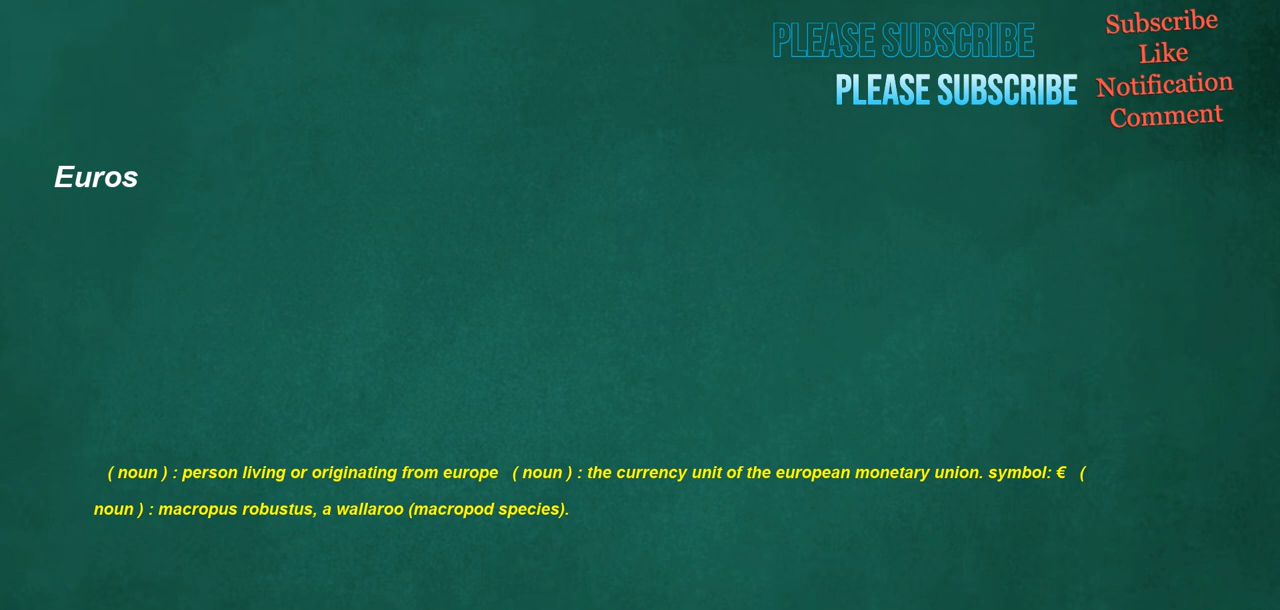 PLEASE SUBSCRIBE
PLEASE SUBSCRIBE
Subscribe
Like
Notification
Comment
Euros
( noun ) : person living or originating from europe ( noun ) : the currency unit of the european monetary union. symbol: € (
noun ) : macropus robustus, a wallaroo (macropod species).